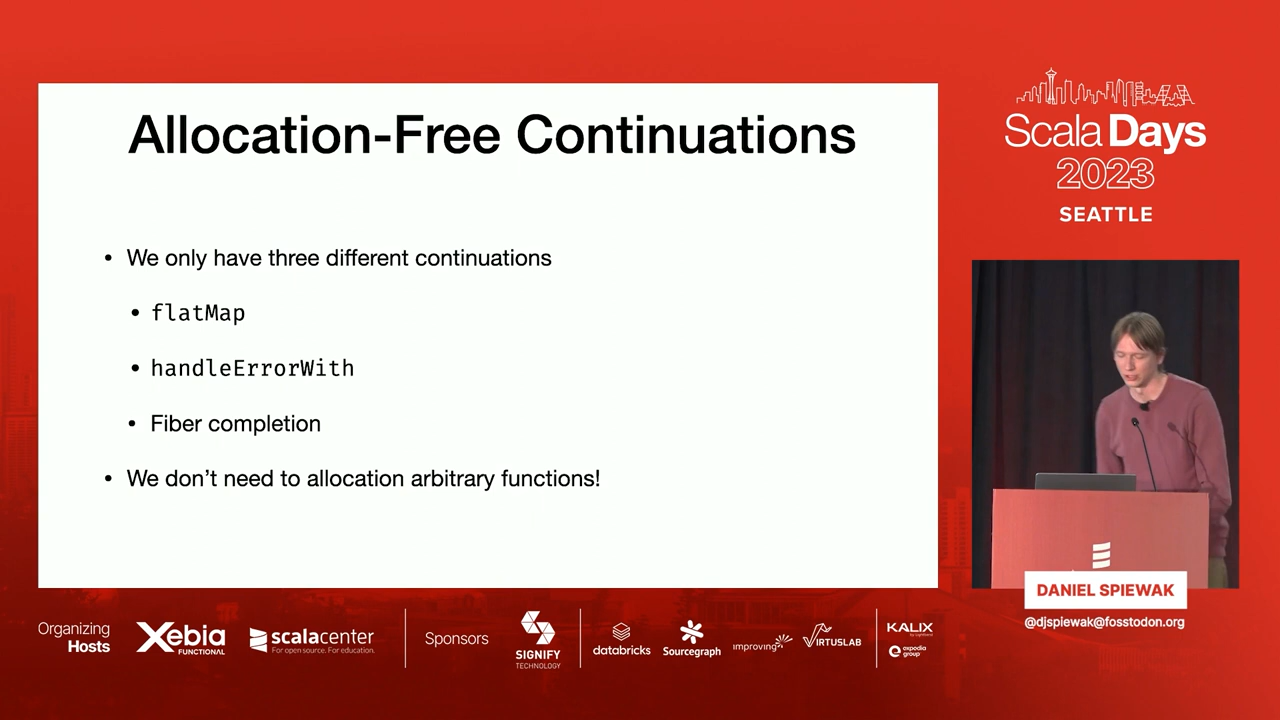 Allocation-Free Continuations
• We only have three different continuations
• flatMap
• handleErrorWith
• Fiber completion
• We don’t need to allocation arbitrary functions!
Scala Days
2023
SEATTLE
DANIEL SPIEWAK
@djspiewak@fosstodon.org
Organizing
Hosts
Xebia
FUNCTIONAL
scalacenter
For open source. For education.
Sponsors
SIGNIFY
TECHNOLOGY
databricks
Sourcegraph
improving
VIRTUSLAB
KALIX
by Lightbend
expedia
group